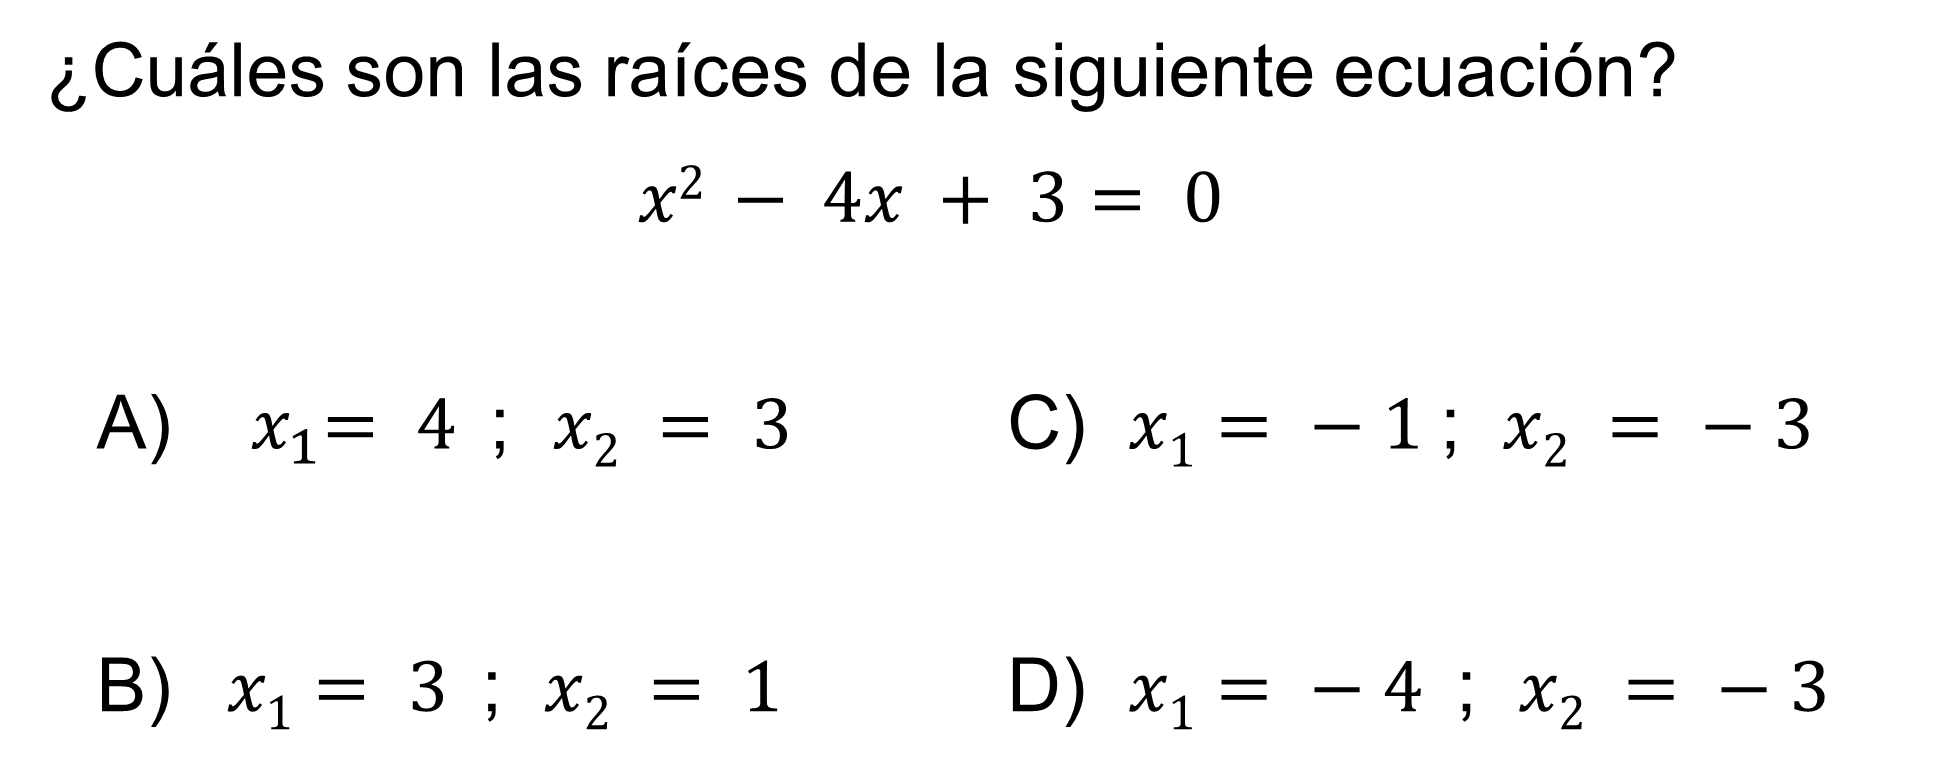 ¿Cuáles son las raíces de la siguiente ecuación?
x² − 4x + 3 = 0
A) x₁ = 4 ; x₂ = 3
C) x₁ = − 1 ; x₂ = − 3
B) x₁ = 3 ; x₂ = 1
D) x₁ = − 4 ; x₂ = − 3